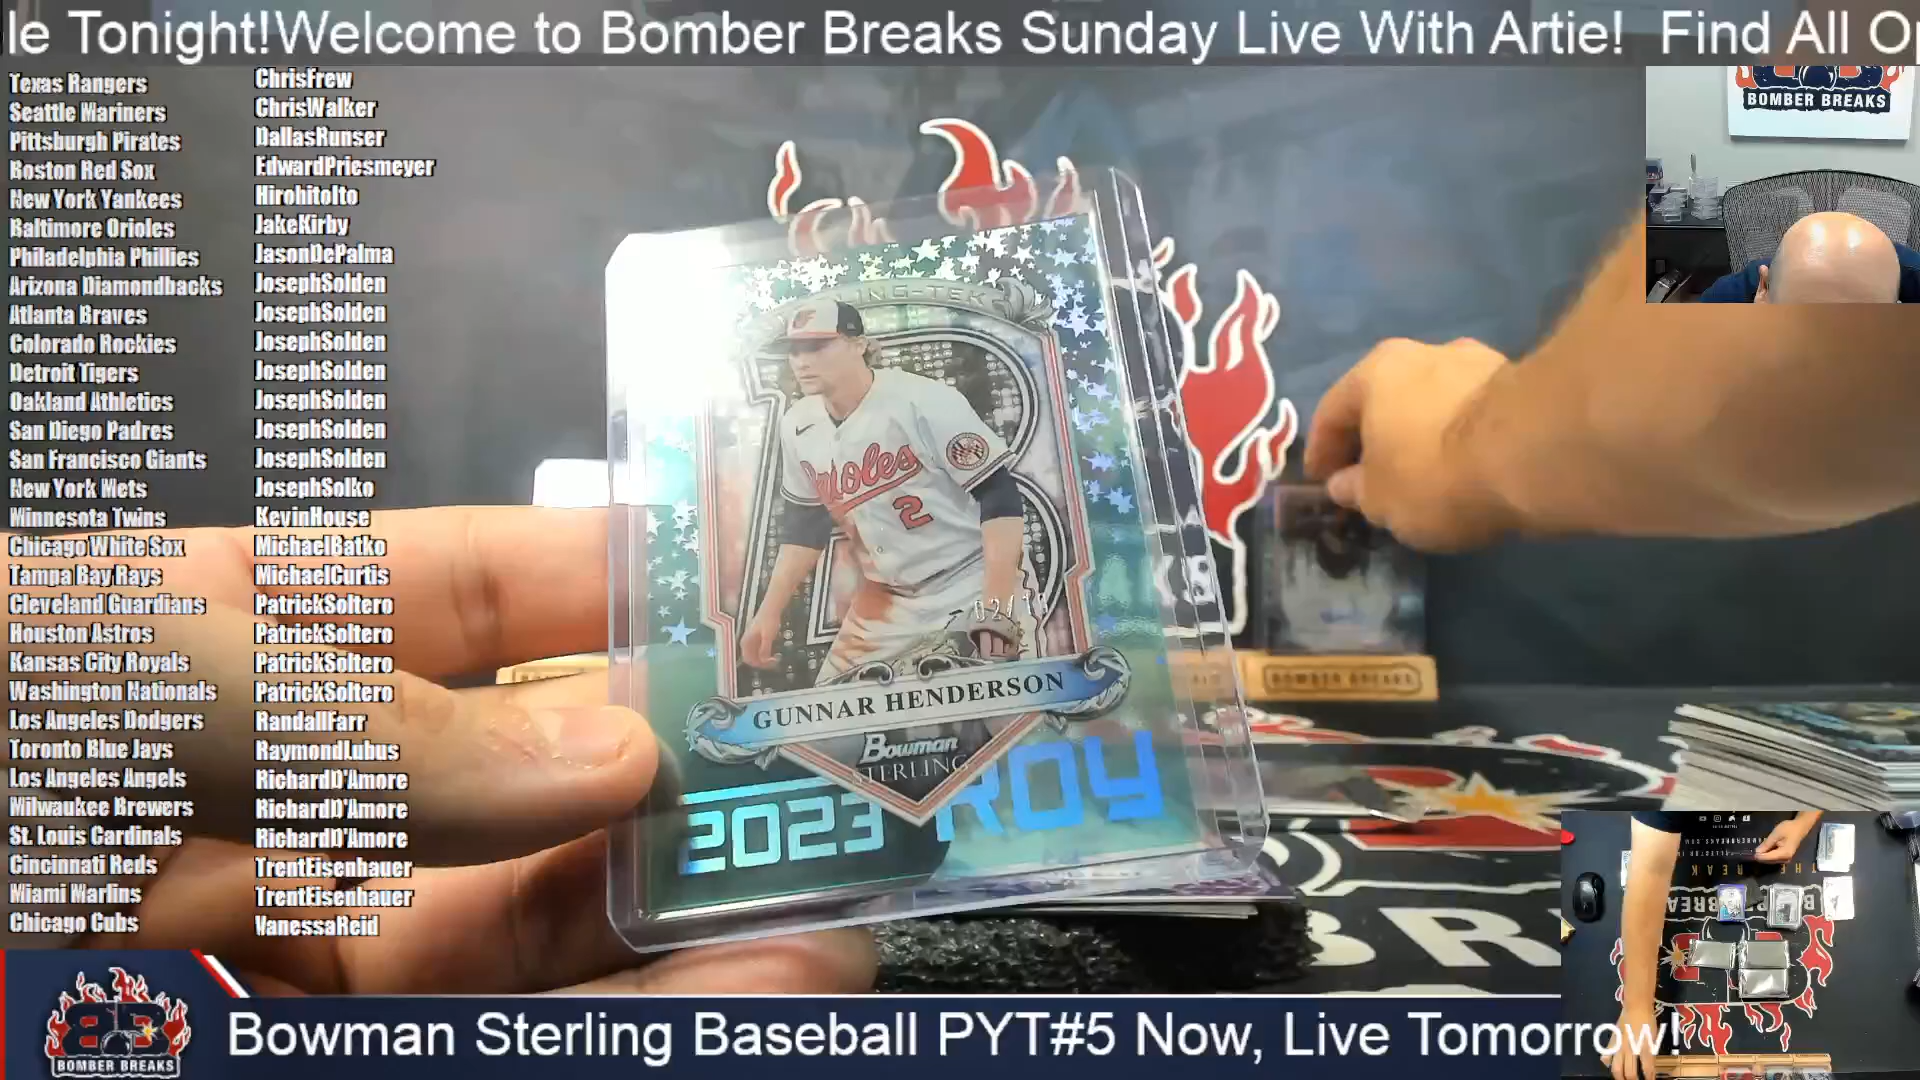 le Tonight!Welcome to Bomber Breaks Sunday Live With Artie! Find All Op
Texas Rangers ChrisFrew
Seattle Mariners ChrisWalker
Pittsburgh Pirates DallasRunser
Boston Red Sox EdwardPriesmeyer
New York Yankees HirohitoIto
Baltimore Orioles JakeKirby
Philadelphia Phillies JasonDePalma
Arizona Diamondbacks JosephSolden
Atlanta Braves JosephSolden
Colorado Rockies JosephSolden
Detroit Tigers JosephSolden
Oakland Athletics JosephSolden
San Diego Padres JosephSolden
San Francisco Giants JosephSolden
New York Mets JosephSolko
Minnesota Twins KevinHouse
Chicago White Sox MichaelBatko
Tampa Bay Rays MichaelCurtis
Cleveland Guardians PatrickSoltero
Houston Astros PatrickSoltero
Kansas City Royals PatrickSoltero
Washington Nationals PatrickSoltero
Los Angeles Dodgers RandallFarr
Toronto Blue Jays RaymondLubus
Los Angeles Angels RichardD'Amore
Milwaukee Brewers RichardD'Amore
St. Louis Cardinals RichardD'Amore
Cincinnati Reds TrentEisenhauer
Miami Marlins TrentEisenhauer
Chicago Cubs VanessaReid
BOMBER BREAKS
ING-TEK
Orioles
2
GUNNAR HENDERSON
Bowman
STERLING
2023 ROY
BOMBER BREAKS
BR
BOMBER BREAKS
Bowman Sterling Baseball PYT#5 Now, Live Tomorrow!